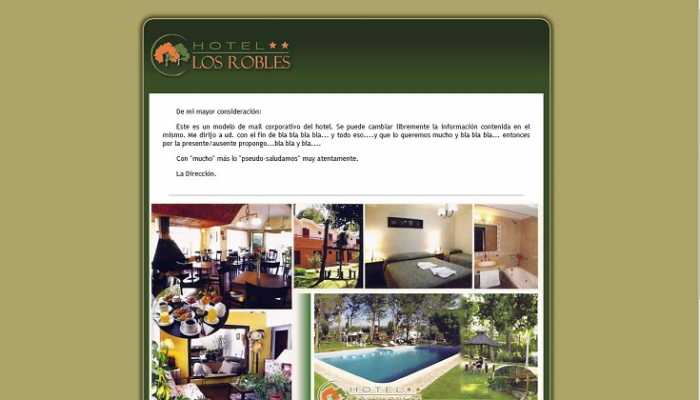 HOTEL
LOS ROBLES
De mi mayor consideración:
Este es un modelo de mail corporativo del hotel. Se puede cambiar libremente la información contenida en el
mismo. Me dirijo a ud. con el fin de bla bla bla bla... y todo eso....y que lo queremos mucho y bla bla bla... entonces
por la presente/ausente propongo...bla bla y bla....
Con "mucho" más lo "pseudo-saludamos" muy atentamente.
La Dirección.
HOTEL